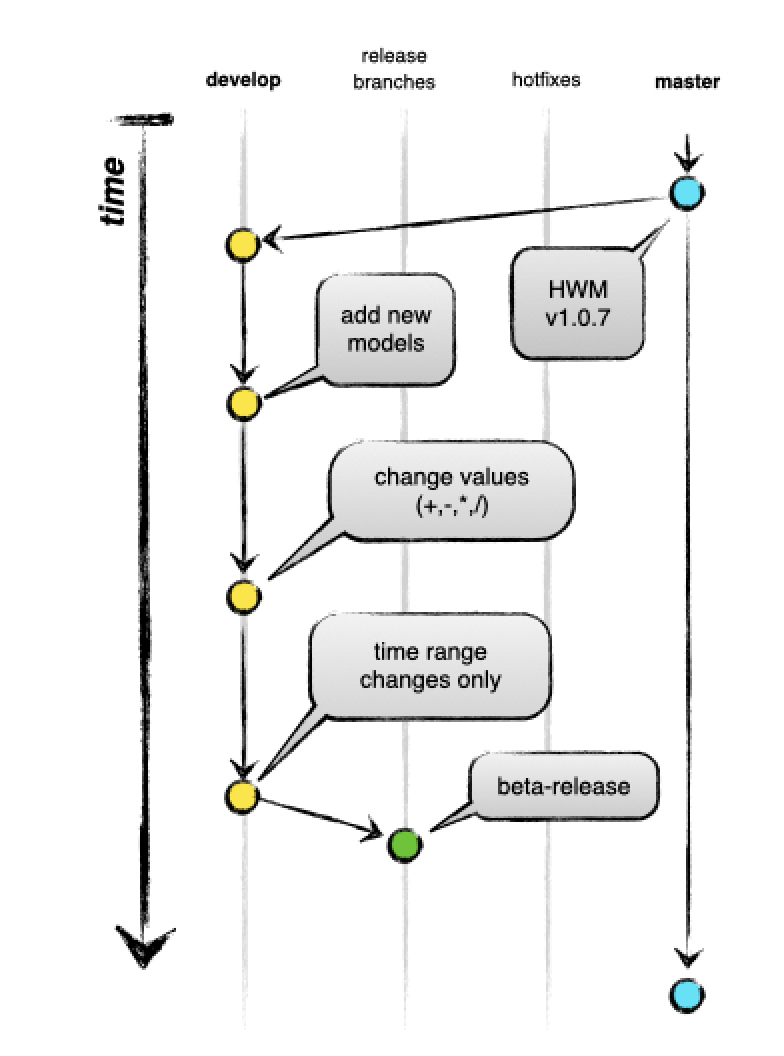 release
develop branches hotfixes master
time
HWM
v1.0.7
add new
models
change values
(+,-,*,/)
time range
changes only
beta-release